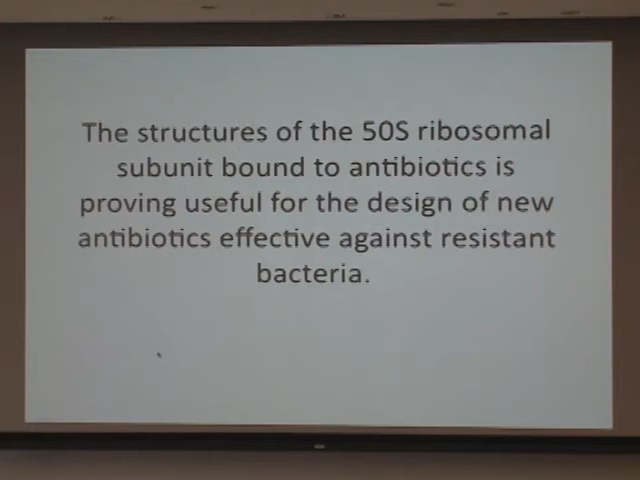 The structures of the 50S ribosomal
subunit bound to antibiotics is
proving useful for the design of new
antibiotics effective against resistant
bacteria.